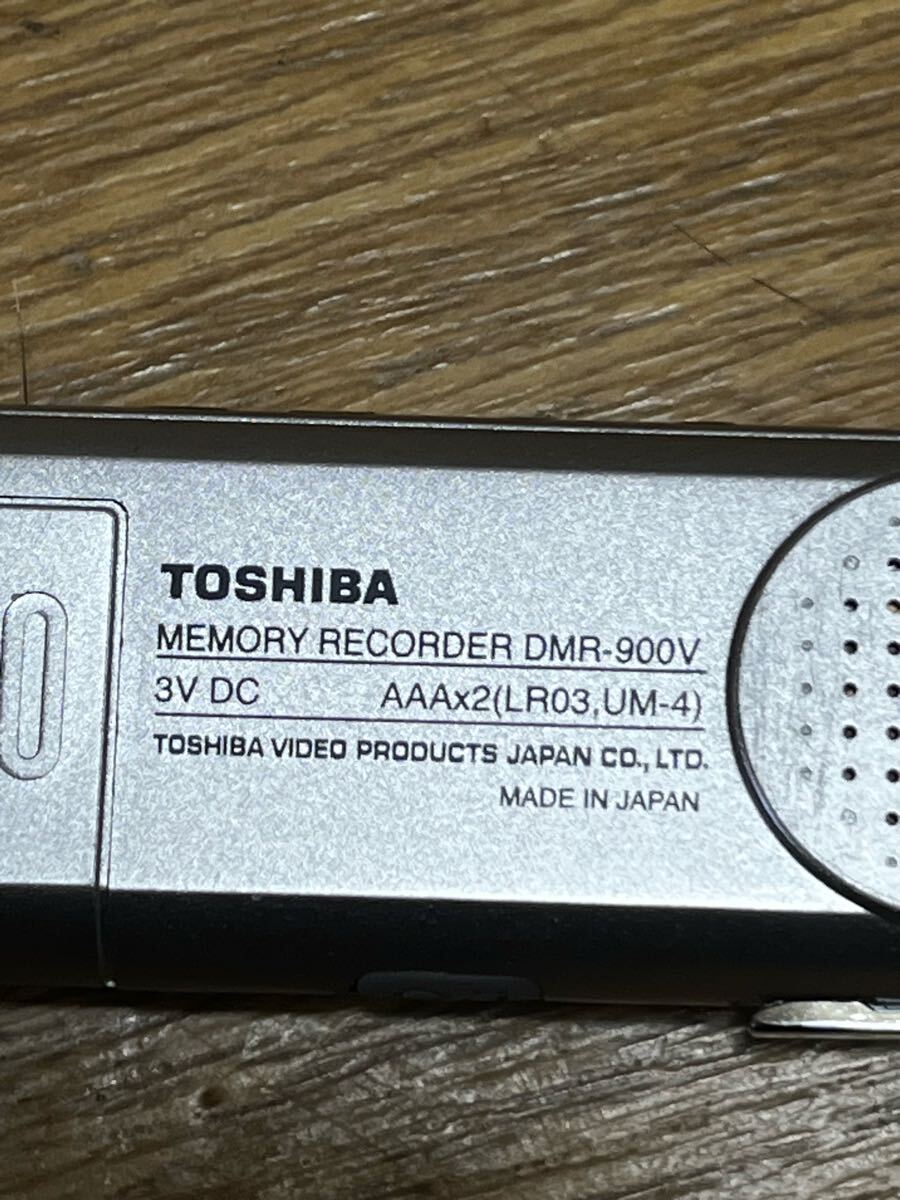 TOSHIBA
MEMORY RECORDER DMR-900V
3V DC AAAx2(LR03,UM-4)
TOSHIBA VIDEO PRODUCTS JAPAN CO., LTD.
MADE IN JAPAN